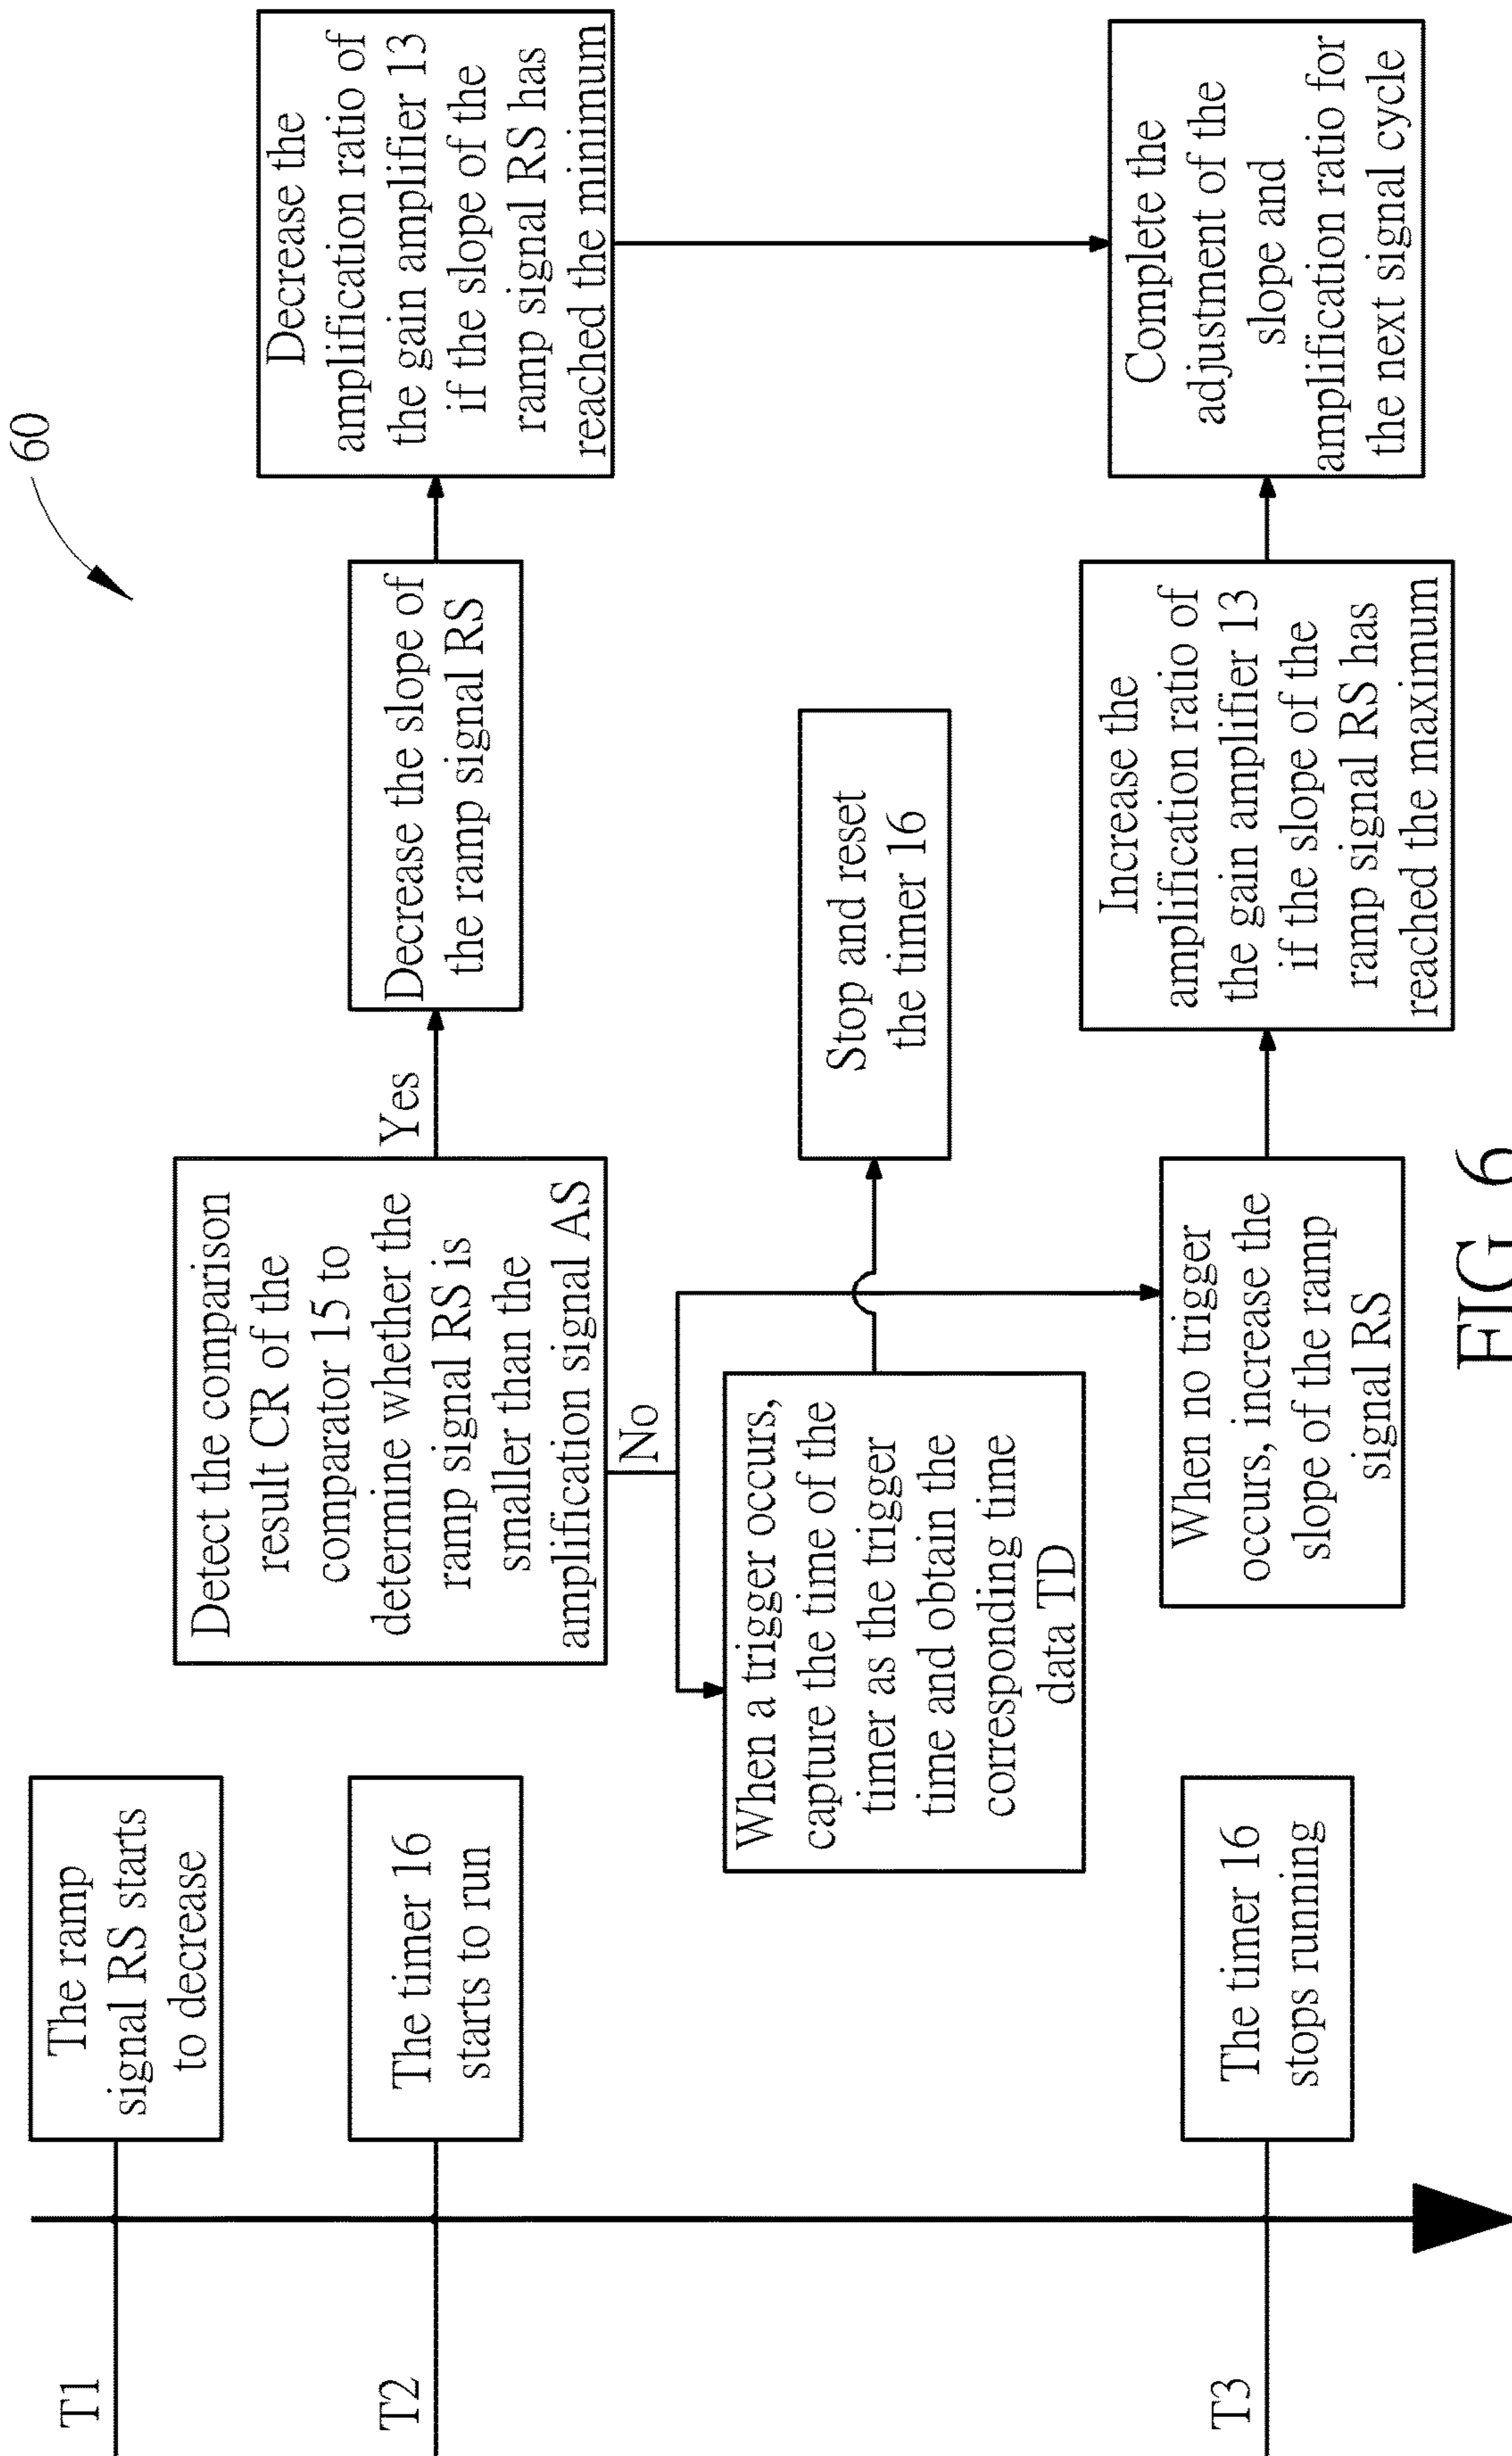 60
T1
The ramp
signal RS starts
to decrease
T2
The timer 16
starts to run
Detect the comparison
result CR of the
comparator 15 to
determine whether the
ramp signal RS is
smaller than the
amplification signal AS
Yes
Decrease the slope of
the ramp signal RS
Decrease the
amplification ratio of
the gain amplifier 13
if the slope of the
ramp signal RS has
reached the minimum
No
When a trigger occurs,
capture the time of the
timer as the trigger
time and obtain the
corresponding time
data TD
Stop and reset
the timer 16
T3
The timer 16
stops running
When no trigger
occurs, increase the
slope of the ramp
signal RS
Increase the
amplification ratio of
the gain amplifier 13
if the slope of the
ramp signal RS has
reached the maximum
Complete the
adjustment of the
slope and
amplification ratio for
the next signal cycle
FIG. 6